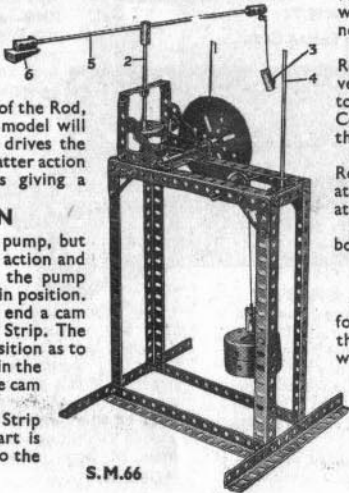 1
2
3
4
5
6
of the Rod,
model will
drives the
atter action
s giving a
N
pump, but
action and
the pump
in position.
end a cam
Strip. The
sition as to
in the
e cam
Strip
art is
o the
S.M.66
w
ne
R
ve
to
C
th
Re
at
at
bo
fo
th
w